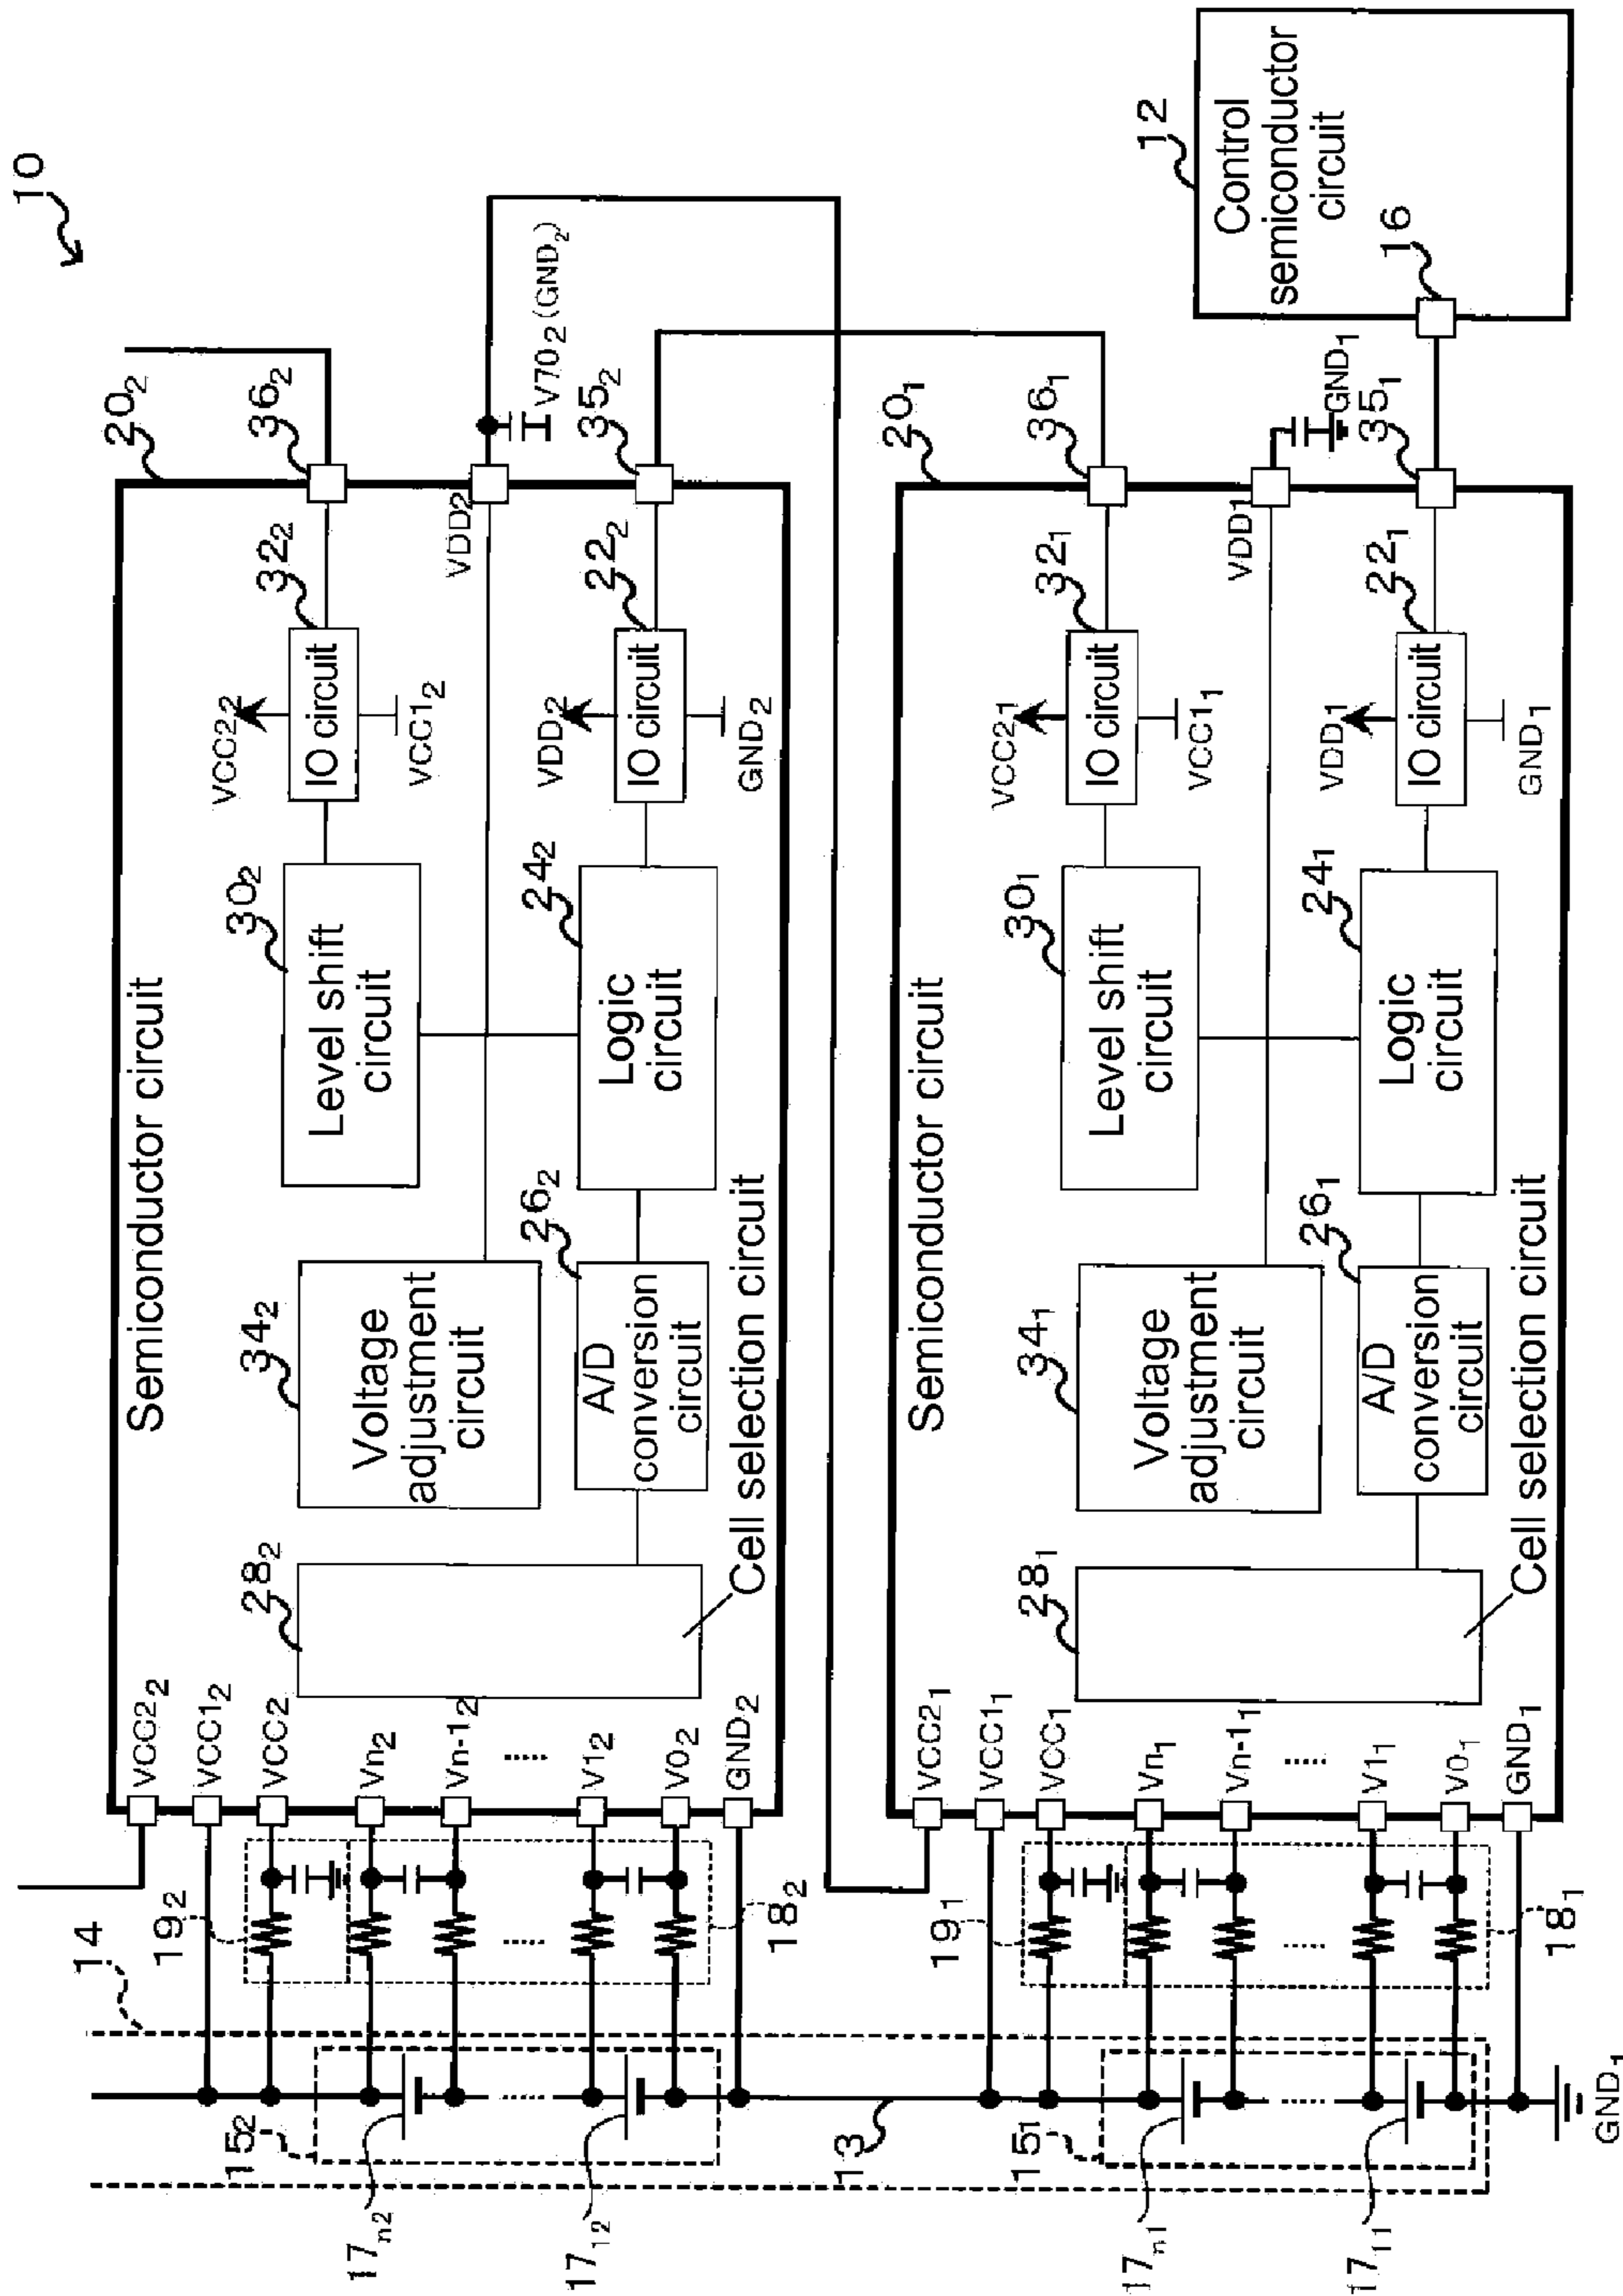 10
20₂
Semiconductor circuit
VCC2₂
VCC1₂
VCC₂
Vn₂
Vn-1₂
.....
V1₂
V0₂
GND₂
28₂
Cell selection circuit
34₂
Voltage
adjustment
circuit
26₂
A/D
conversion
circuit
30₂
Level shift
circuit
24₂
Logic
circuit
VCC2₂
32₂
IO circuit
VCC1₂
VDD₂
22₂
IO circuit
GND₂
36₂
VDD₂
35₂
V70₂ (GND₂)
14
19₂
18₂
.....
15₂
.....
17ₙ₂
17₁₂
13
20₁
Semiconductor circuit
VCC2₁
VCC1₁
VCC₁
Vn₁
Vn-1₁
.....
V1₁
V0₁
GND₁
28₁
Cell selection circuit
34₁
Voltage
adjustment
circuit
26₁
A/D
conversion
circuit
30₁
Level shift
circuit
24₁
Logic
circuit
VCC2₁
32₁
IO circuit
VCC1₁
VDD₁
22₁
IO circuit
GND₁
36₁
VDD₁
35₁
GND₁
19₁
18₁
.....
15₁
.....
17ₙ₁
17₁₁
GND₁
12
Control
semiconductor
circuit
16